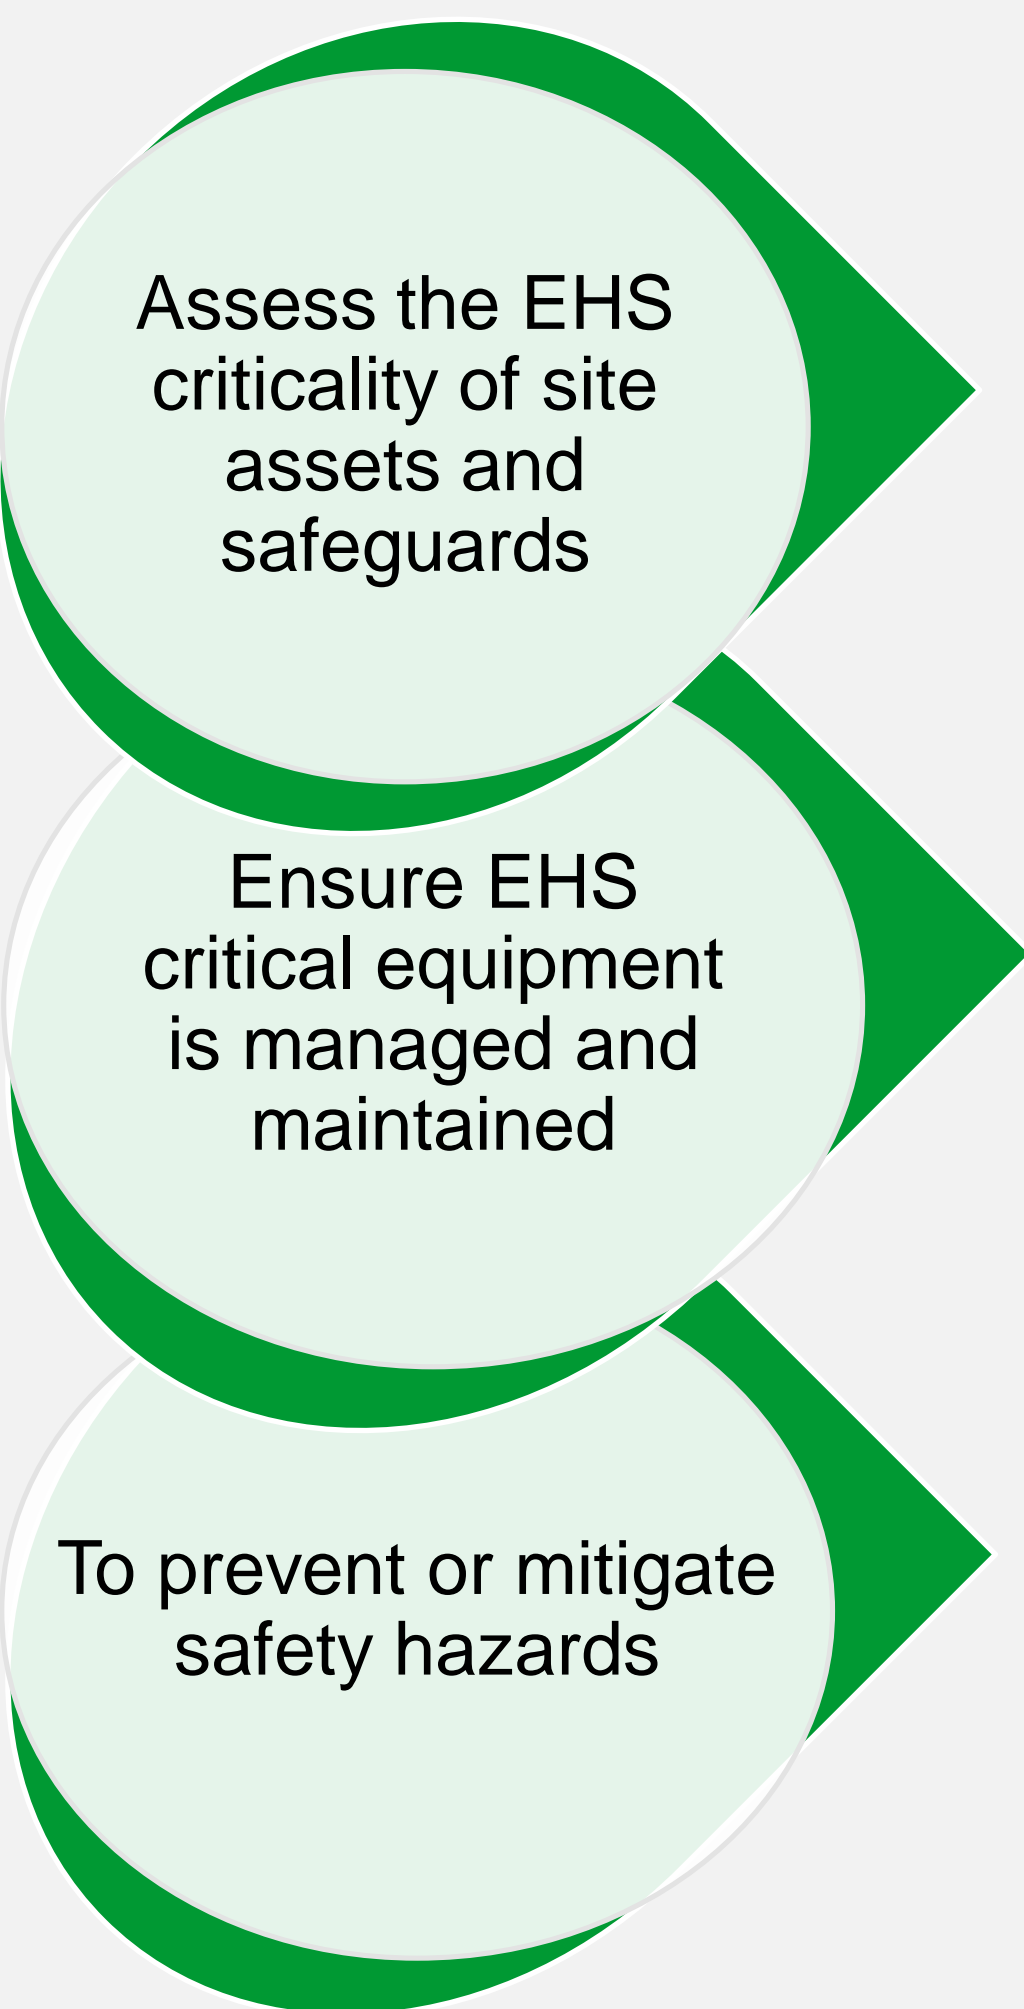 Assess the EHS
criticality of site
assets and
safeguards
Ensure EHS
critical equipment
is managed and
maintained
To prevent or mitigate
safety hazards